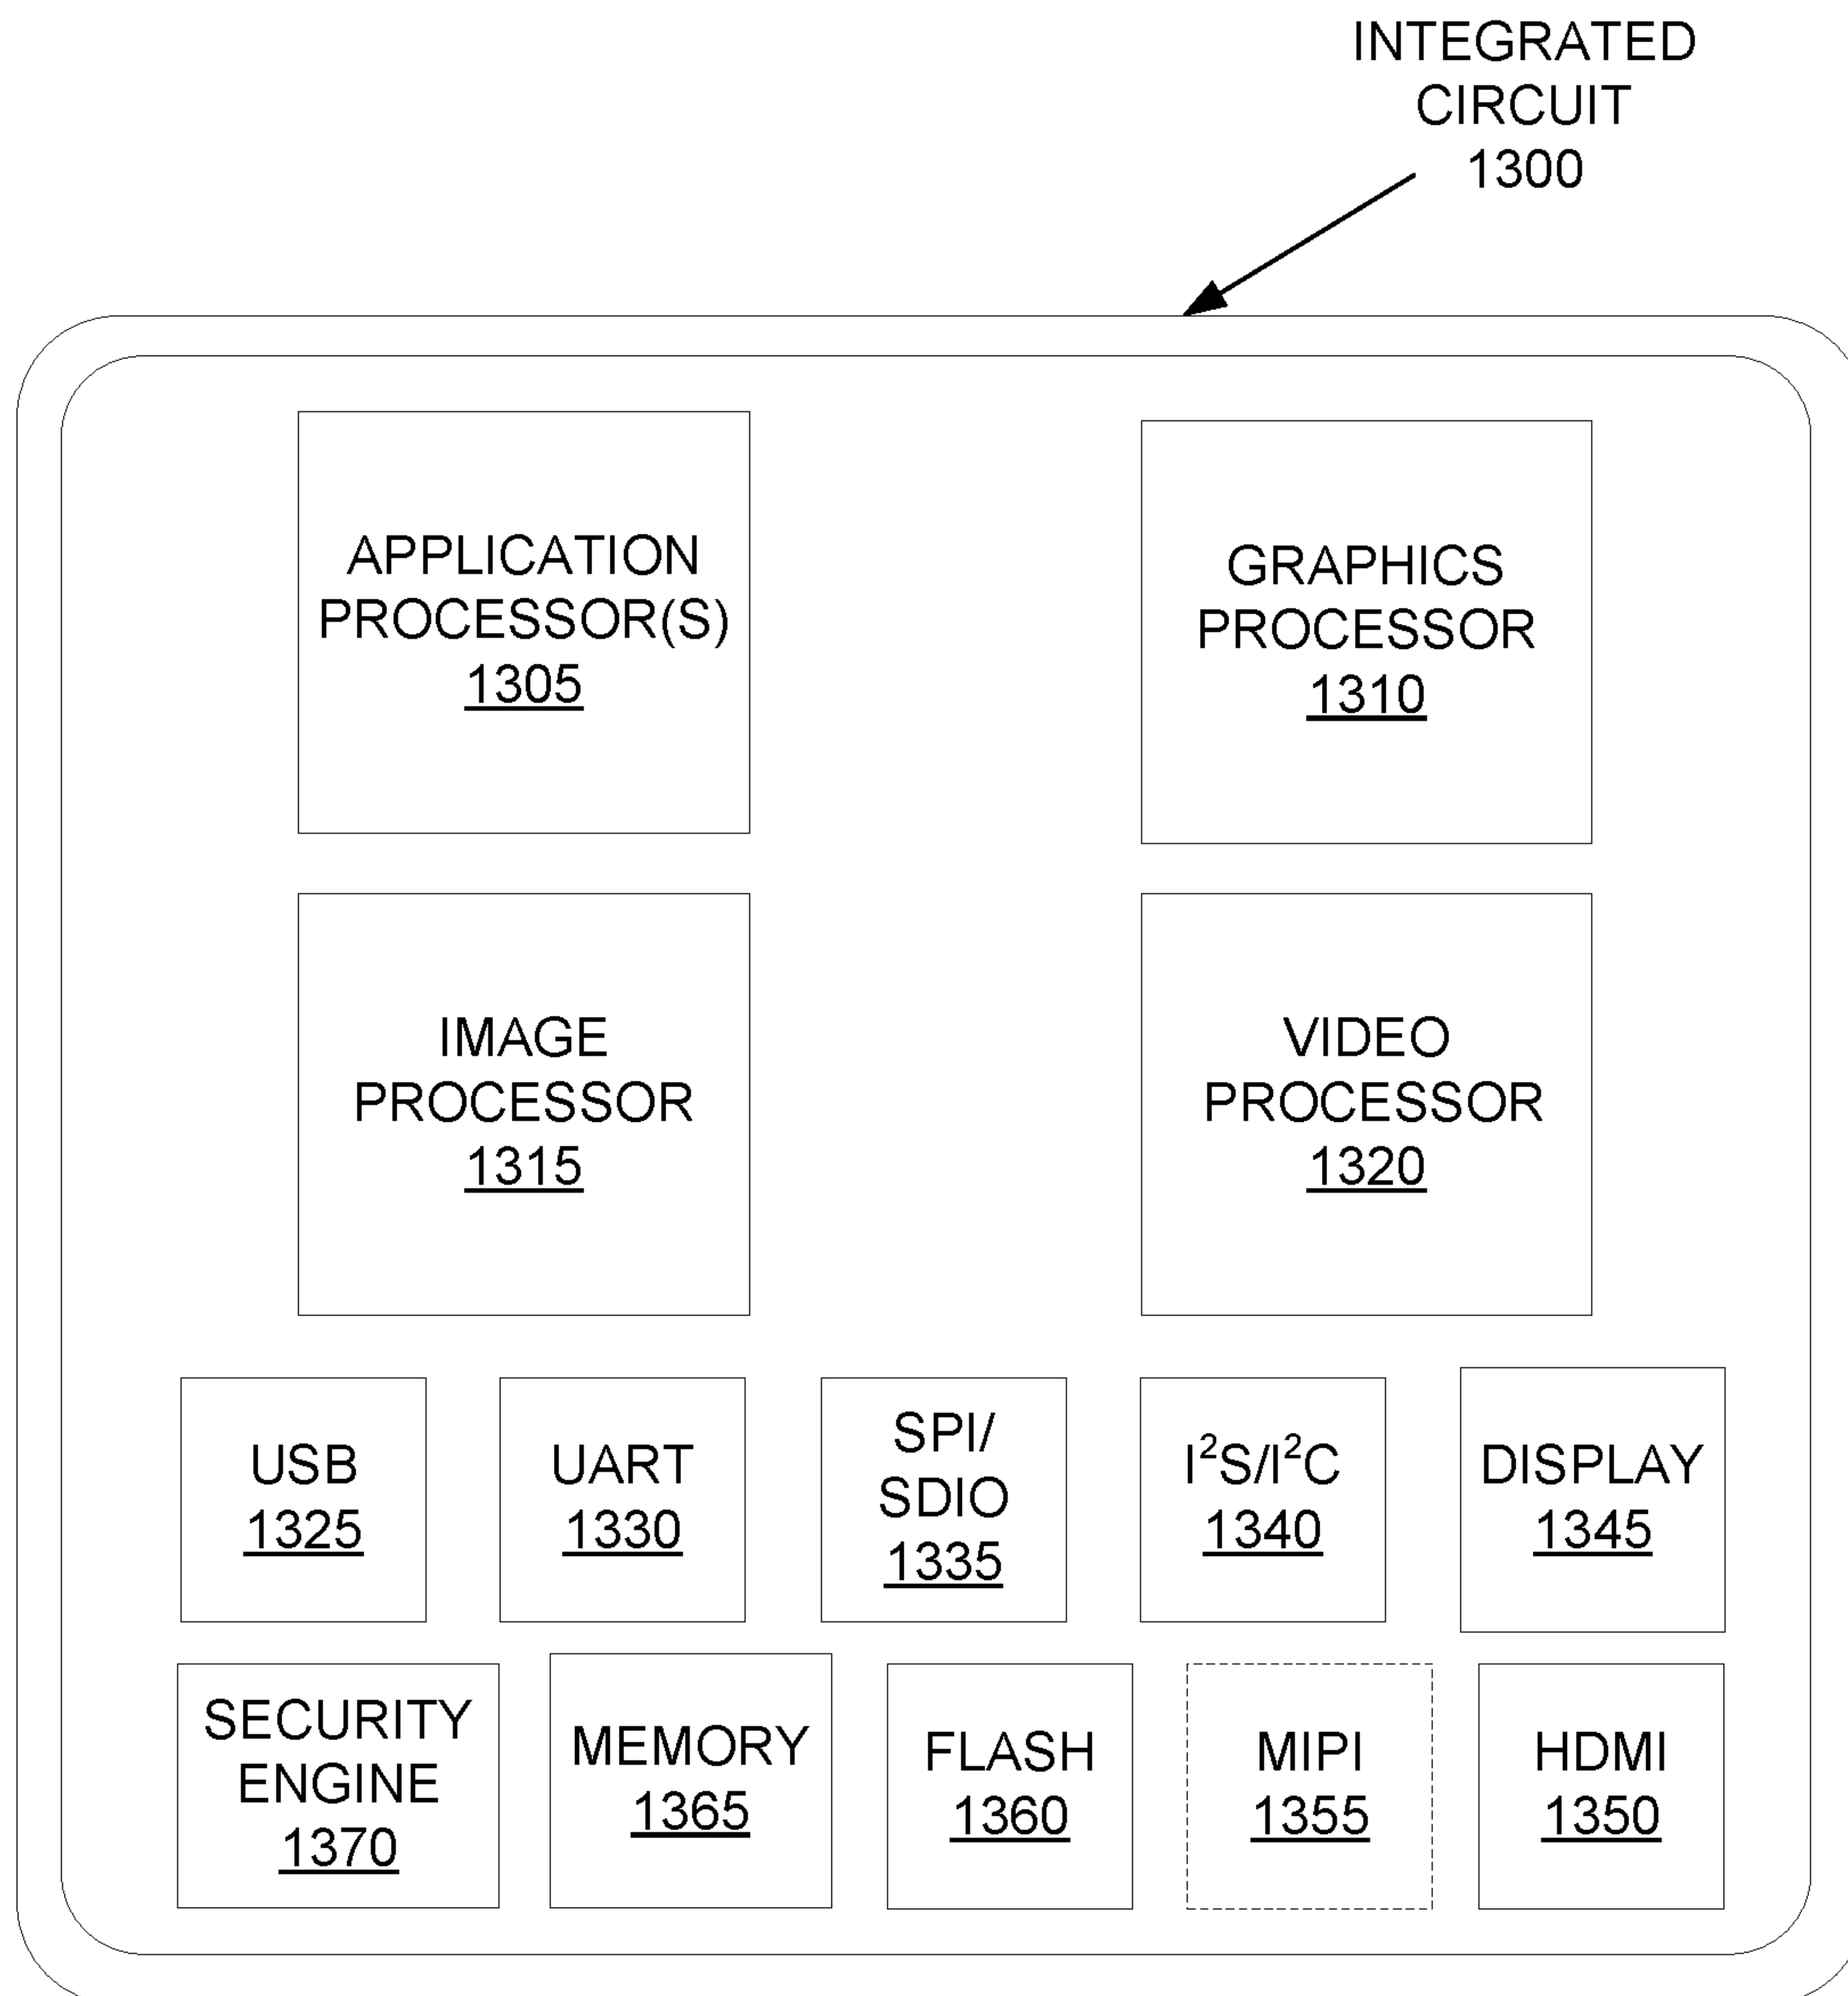 INTEGRATED
CIRCUIT
1300
APPLICATION
PROCESSOR(S)
1305
GRAPHICS
PROCESSOR
1310
IMAGE
PROCESSOR
1315
VIDEO
PROCESSOR
1320
USB
1325
UART
1330
SPI/
SDIO
1335
I²S/I²C
1340
DISPLAY
1345
SECURITY
ENGINE
1370
MEMORY
1365
FLASH
1360
MIPI
1355
HDMI
1350